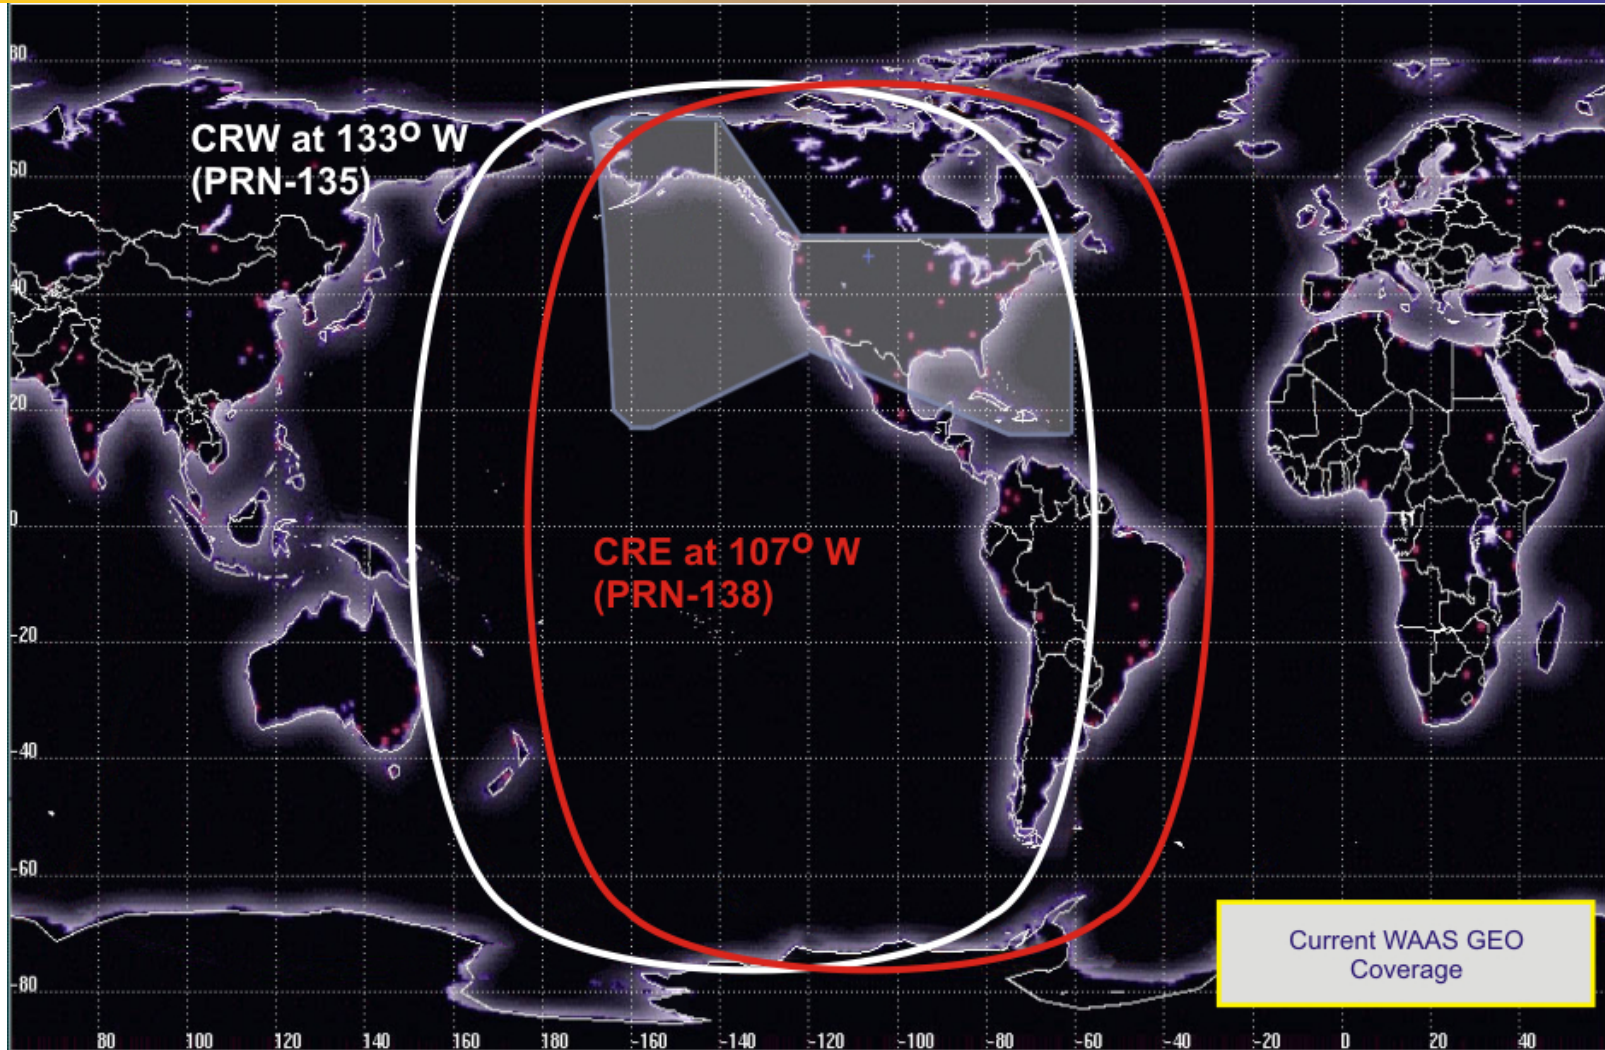 80
CRW at 133º W
(PRN-135)
60
40
20
0
CRE at 107º W
(PRN-138)
-20
-40
-60
Current WAAS GEO
Coverage
-80
80 100 120 140 160 180 -160 -140 -120 -100 -80 -60 -40 -20 0 20 40